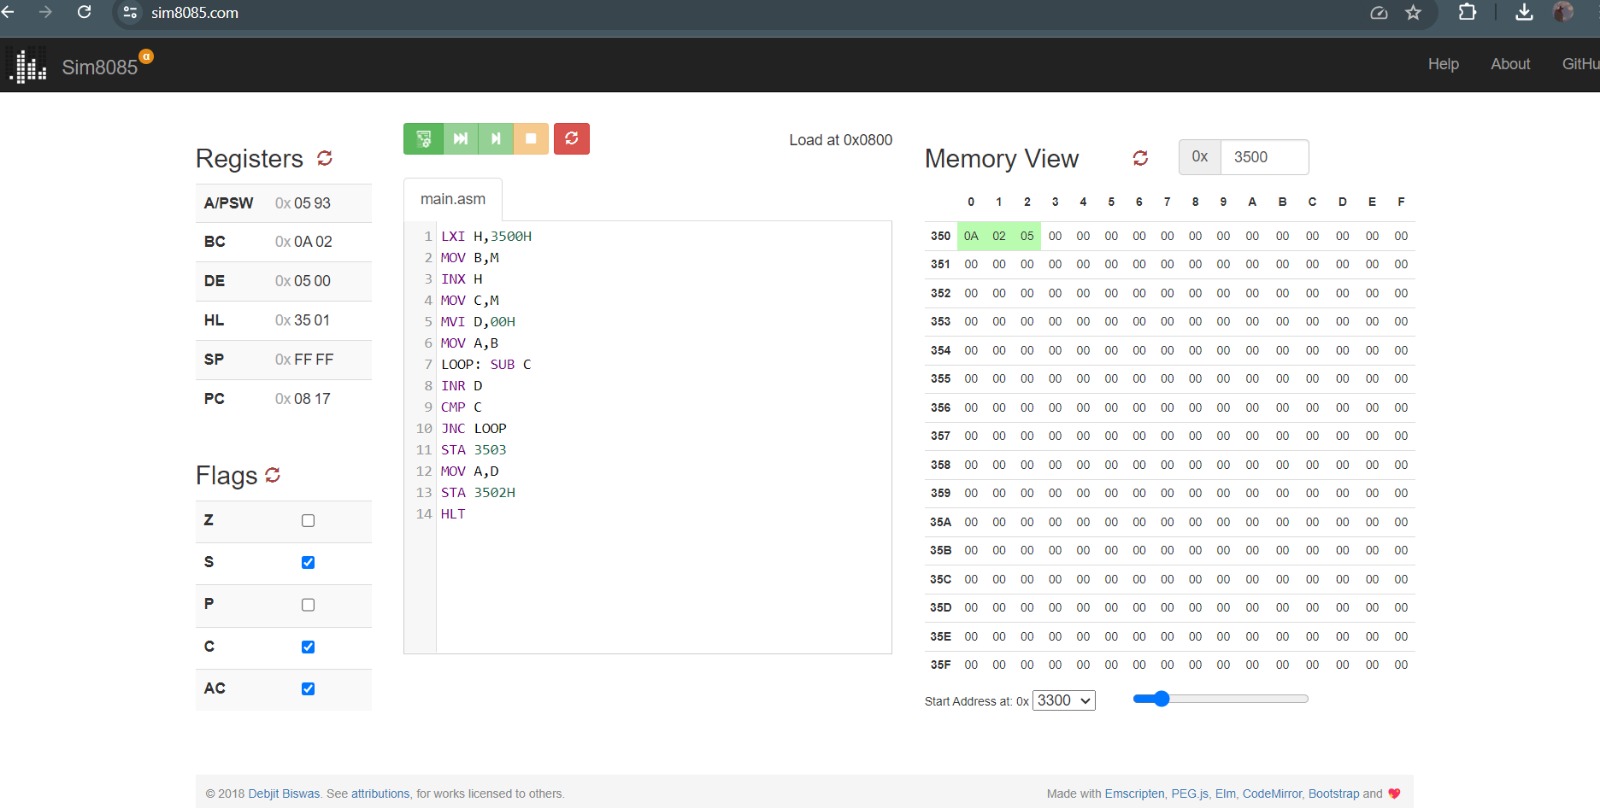 sim8085.com
Sim8085 α
Help About GitHu
Registers
A/PSW 0x 05 93
BC 0x 0A 02
DE 0x 05 00
HL 0x 35 01
SP 0x FF FF
PC 0x 08 17
Flags
Z
S
P
C
AC
Load at 0x0800
main.asm
1 LXI H,3500H
2 MOV B,M
3 INX H
4 MOV C,M
5 MVI D,00H
6 MOV A,B
7 LOOP: SUB C
8 INR D
9 CMP C
10 JNC LOOP
11 STA 3503
12 MOV A,D
13 STA 3502H
14 HLT
Memory View 0x 3500
0 1 2 3 4 5 6 7 8 9 A B C D E F
350 0A 02 05 00 00 00 00 00 00 00 00 00 00 00 00 00
351 00 00 00 00 00 00 00 00 00 00 00 00 00 00 00 00
352 00 00 00 00 00 00 00 00 00 00 00 00 00 00 00 00
353 00 00 00 00 00 00 00 00 00 00 00 00 00 00 00 00
354 00 00 00 00 00 00 00 00 00 00 00 00 00 00 00 00
355 00 00 00 00 00 00 00 00 00 00 00 00 00 00 00 00
356 00 00 00 00 00 00 00 00 00 00 00 00 00 00 00 00
357 00 00 00 00 00 00 00 00 00 00 00 00 00 00 00 00
358 00 00 00 00 00 00 00 00 00 00 00 00 00 00 00 00
359 00 00 00 00 00 00 00 00 00 00 00 00 00 00 00 00
35A 00 00 00 00 00 00 00 00 00 00 00 00 00 00 00 00
35B 00 00 00 00 00 00 00 00 00 00 00 00 00 00 00 00
35C 00 00 00 00 00 00 00 00 00 00 00 00 00 00 00 00
35D 00 00 00 00 00 00 00 00 00 00 00 00 00 00 00 00
35E 00 00 00 00 00 00 00 00 00 00 00 00 00 00 00 00
35F 00 00 00 00 00 00 00 00 00 00 00 00 00 00 00 00
Start Address at: 0x 3300
© 2018 Debjit Biswas. See attributions, for works licensed to others.
Made with Emscripten, PEG.js, Elm, CodeMirror, Bootstrap and